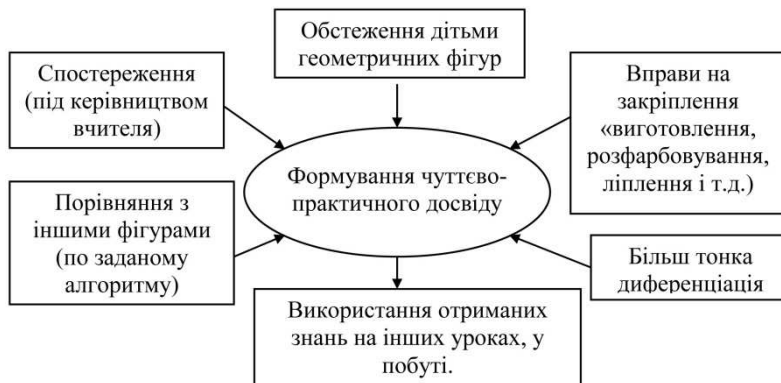 Обстеження дітьми
геометричних фігур
Спостереження
(під керівництвом
вчителя)
Вправи на
закріплення
«виготовлення,
розфарбовування,
ліплення і т.д.)
Формування чуттєво-
практичного досвіду
Порівняння з
іншими фігурами
(по заданому
алгоритму)
Більш тонка
диференціація
Використання отриманих
знань на інших уроках, у
побуті.